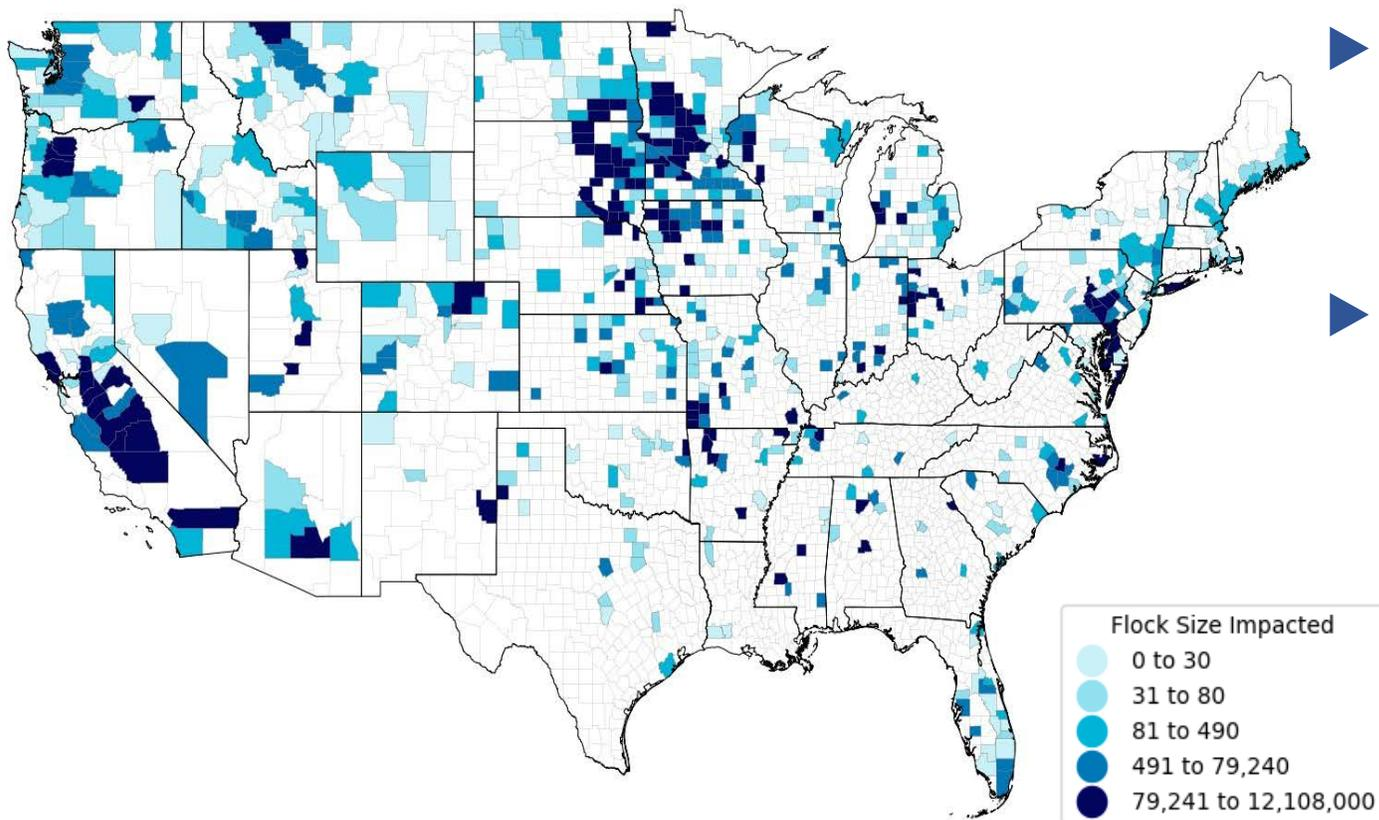 Flock Size Impacted
0 to 30
31 to 80
81 to 490
491 to 79,240
79,241 to 12,108,000